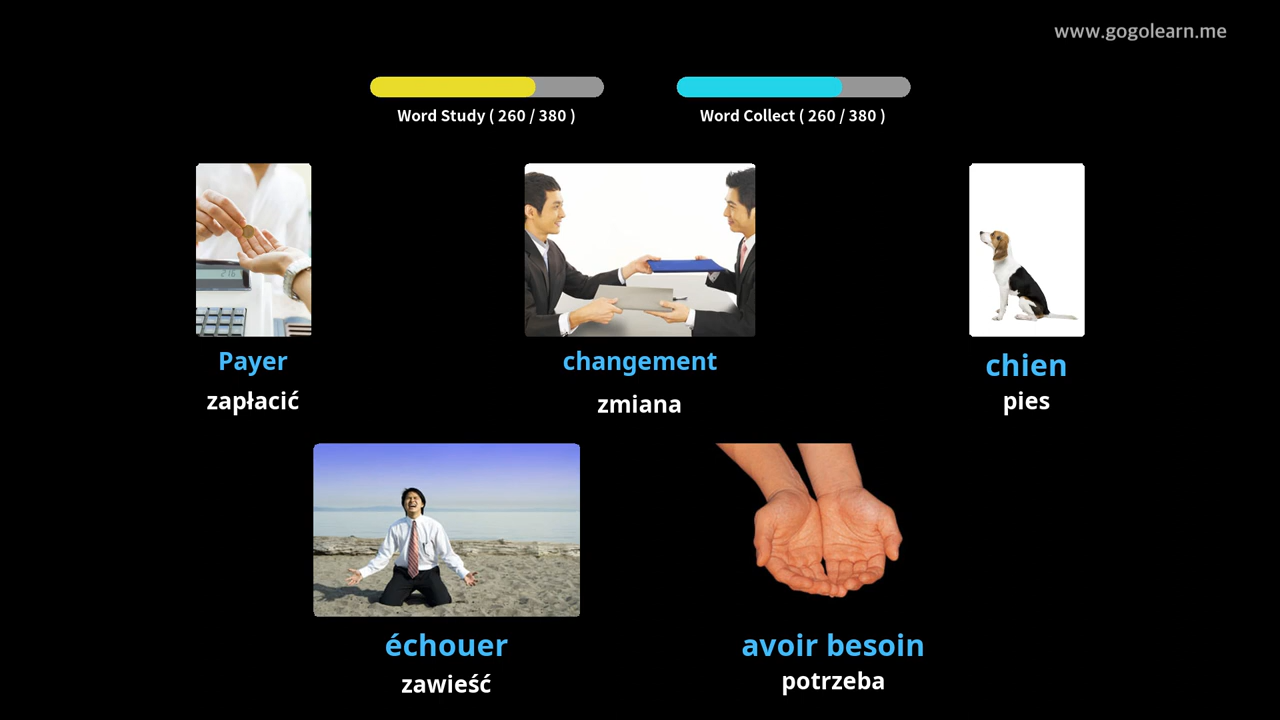 www.gogolearn.me
Word Study ( 260 / 380 )
Word Collect ( 260 / 380 )
Payer
zapłacić
changement
zmiana
chien
pies
échouer
zawieść
avoir besoin
potrzeba